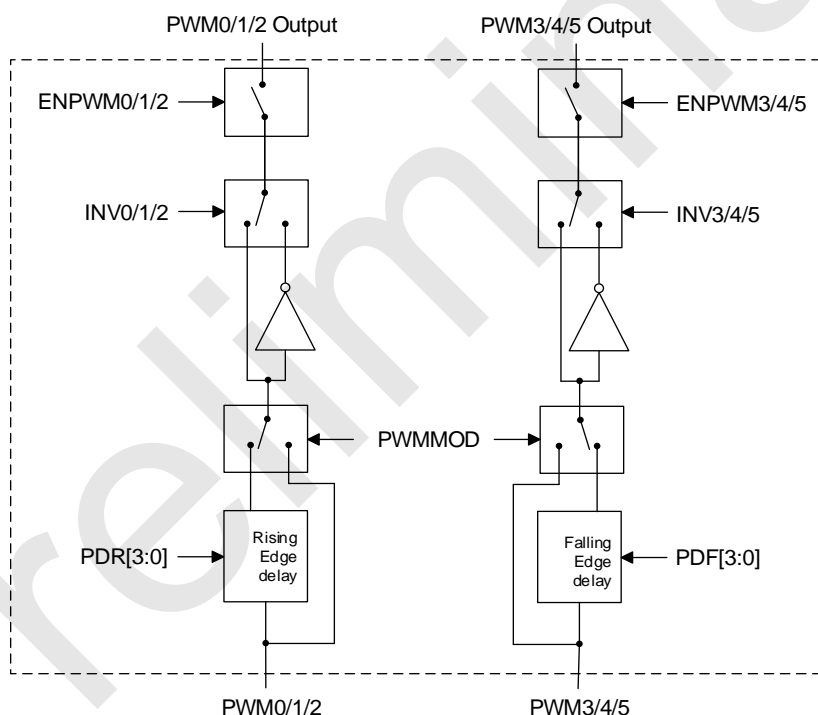 PWM0/1/2 Output
PWM3/4/5 Output
ENPWM0/1/2
ENPWM3/4/5
INV0/1/2
INV3/4/5
PWMMOD
PDR[3:0]
Rising
Edge
delay
Falling
Edge
delay
PDF[3:0]
PWM0/1/2
PWM3/4/5
relimina